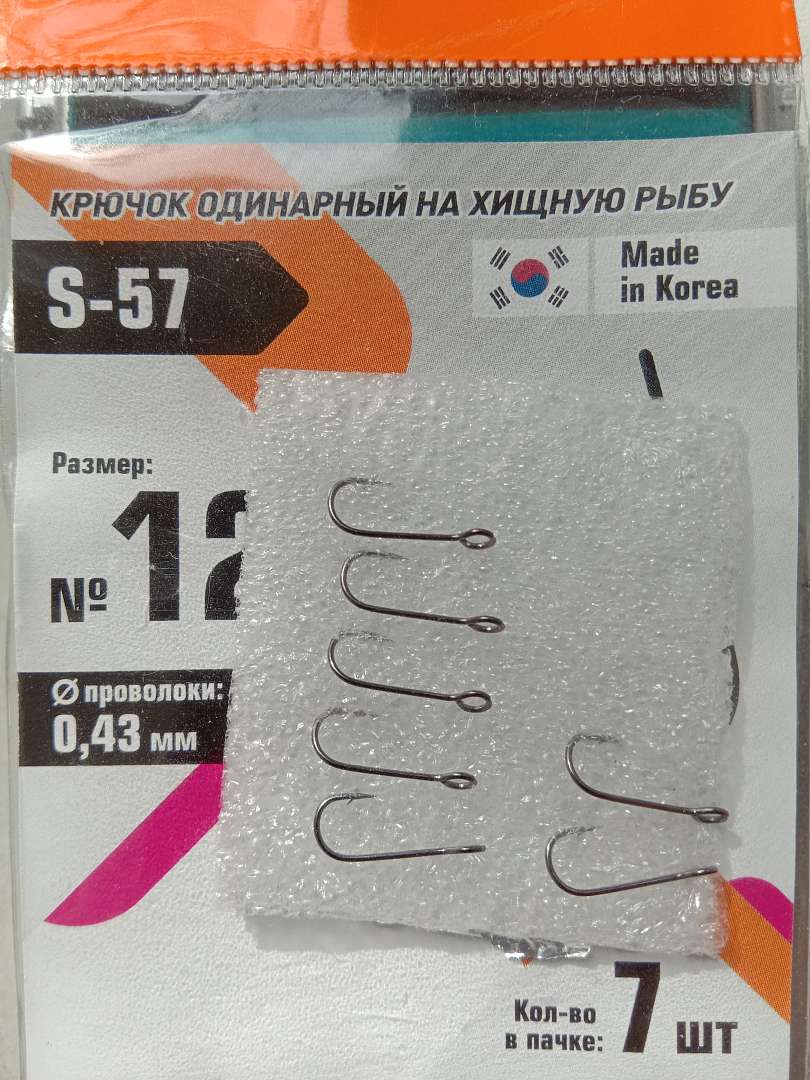 КРЮЧОК ОДИНАРНЫЙ НА ХИЩНУЮ РЫБУ
S-57
Made
in Korea
Размер:
№ 12
Ø проволоки:
0,43 мм
Кол-во
в пачке:
7 шт